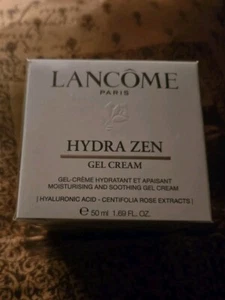 LANCÔME
PARIS
HYDRA ZEN
GEL CREAM
GEL-CRÈME HYDRATANT ET APAISANT
MOISTURISING AND SOOTHING GEL CREAM
[ HYALURONIC ACID - CENTIFOLIA ROSE EXTRACTS ]
℮ 50 ml 1.69 FL. OZ.